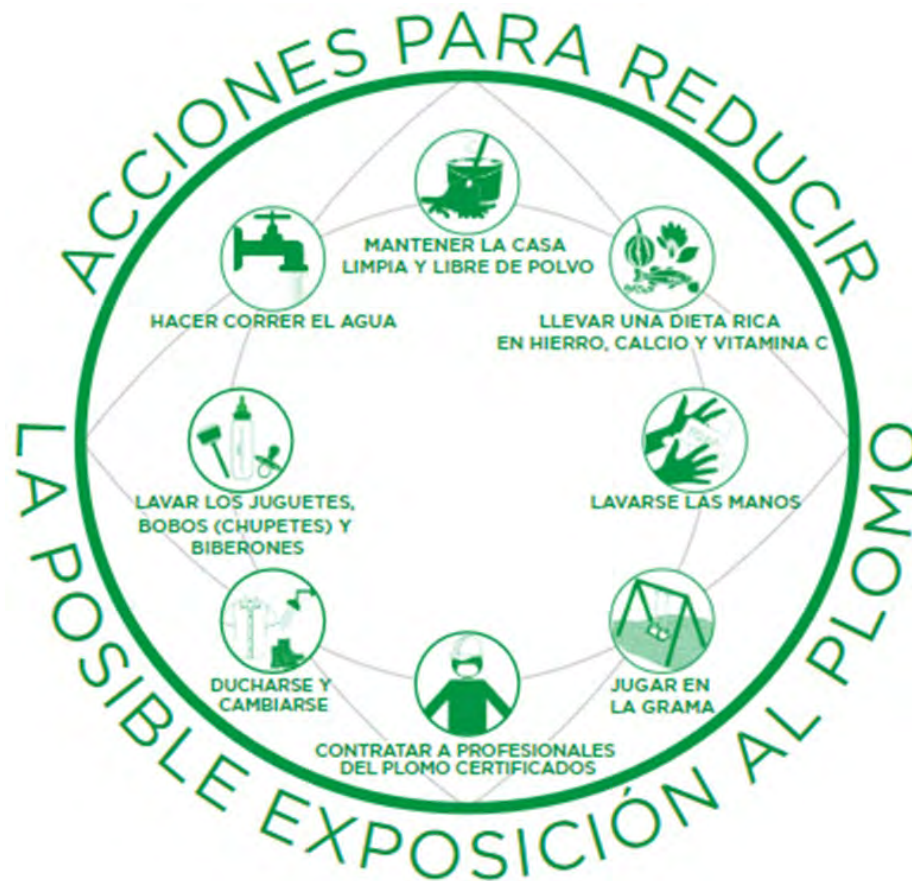 ACCIONES PARA REDUCIR
LA POSIBLE EXPOSICIÓN AL PLOMO
MANTENER LA CASA
LIMPIA Y LIBRE DE POLVO
LLEVAR UNA DIETA RICA
EN HIERRO, CALCIO Y VITAMINA C
LAVARSE LAS MANOS
JUGAR EN
LA GRAMA
CONTRATAR A PROFESIONALES
DEL PLOMO CERTIFICADOS
DUCHARSE Y
CAMBIARSE
LAVAR LOS JUGUETES,
BOBOS (CHUPETES) Y
BIBERONES
HACER CORRER EL AGUA